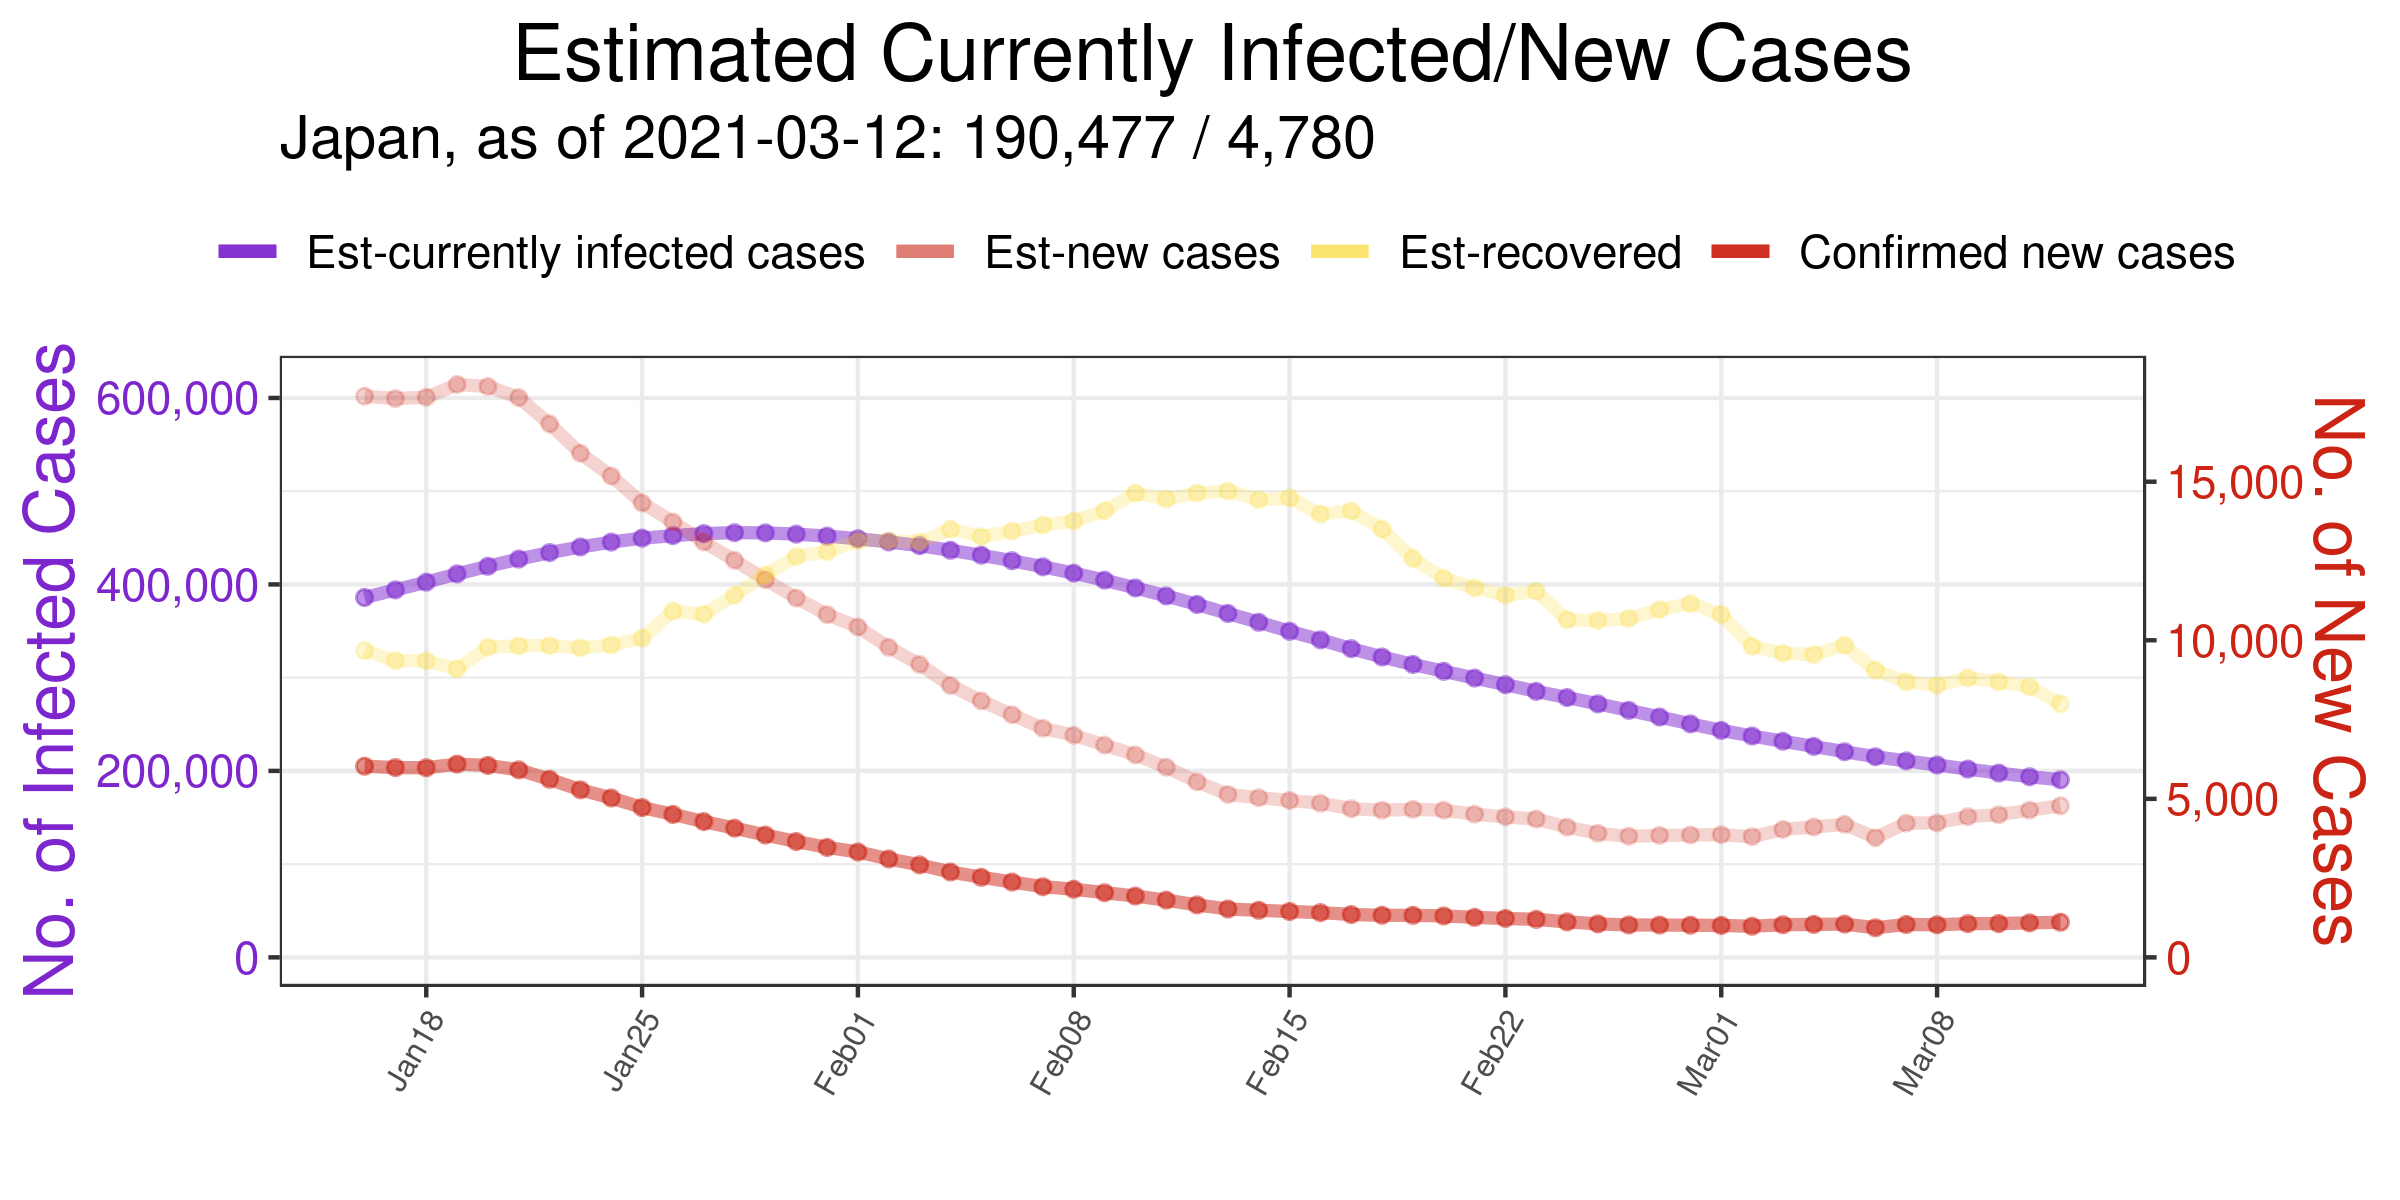 Estimated Currently Infected/New Cases
Japan, as of 2021-03-12: 190,477 / 4,780
Est-currently infected cases Est-new cases Est-recovered Confirmed new cases
No. of Infected Cases
600,000
400,000
200,000
0
15,000
10,000
5,000
0
No. of New Cases
Jan18 Jan25 Feb01 Feb08 Feb15 Feb22 Mar01 Mar08